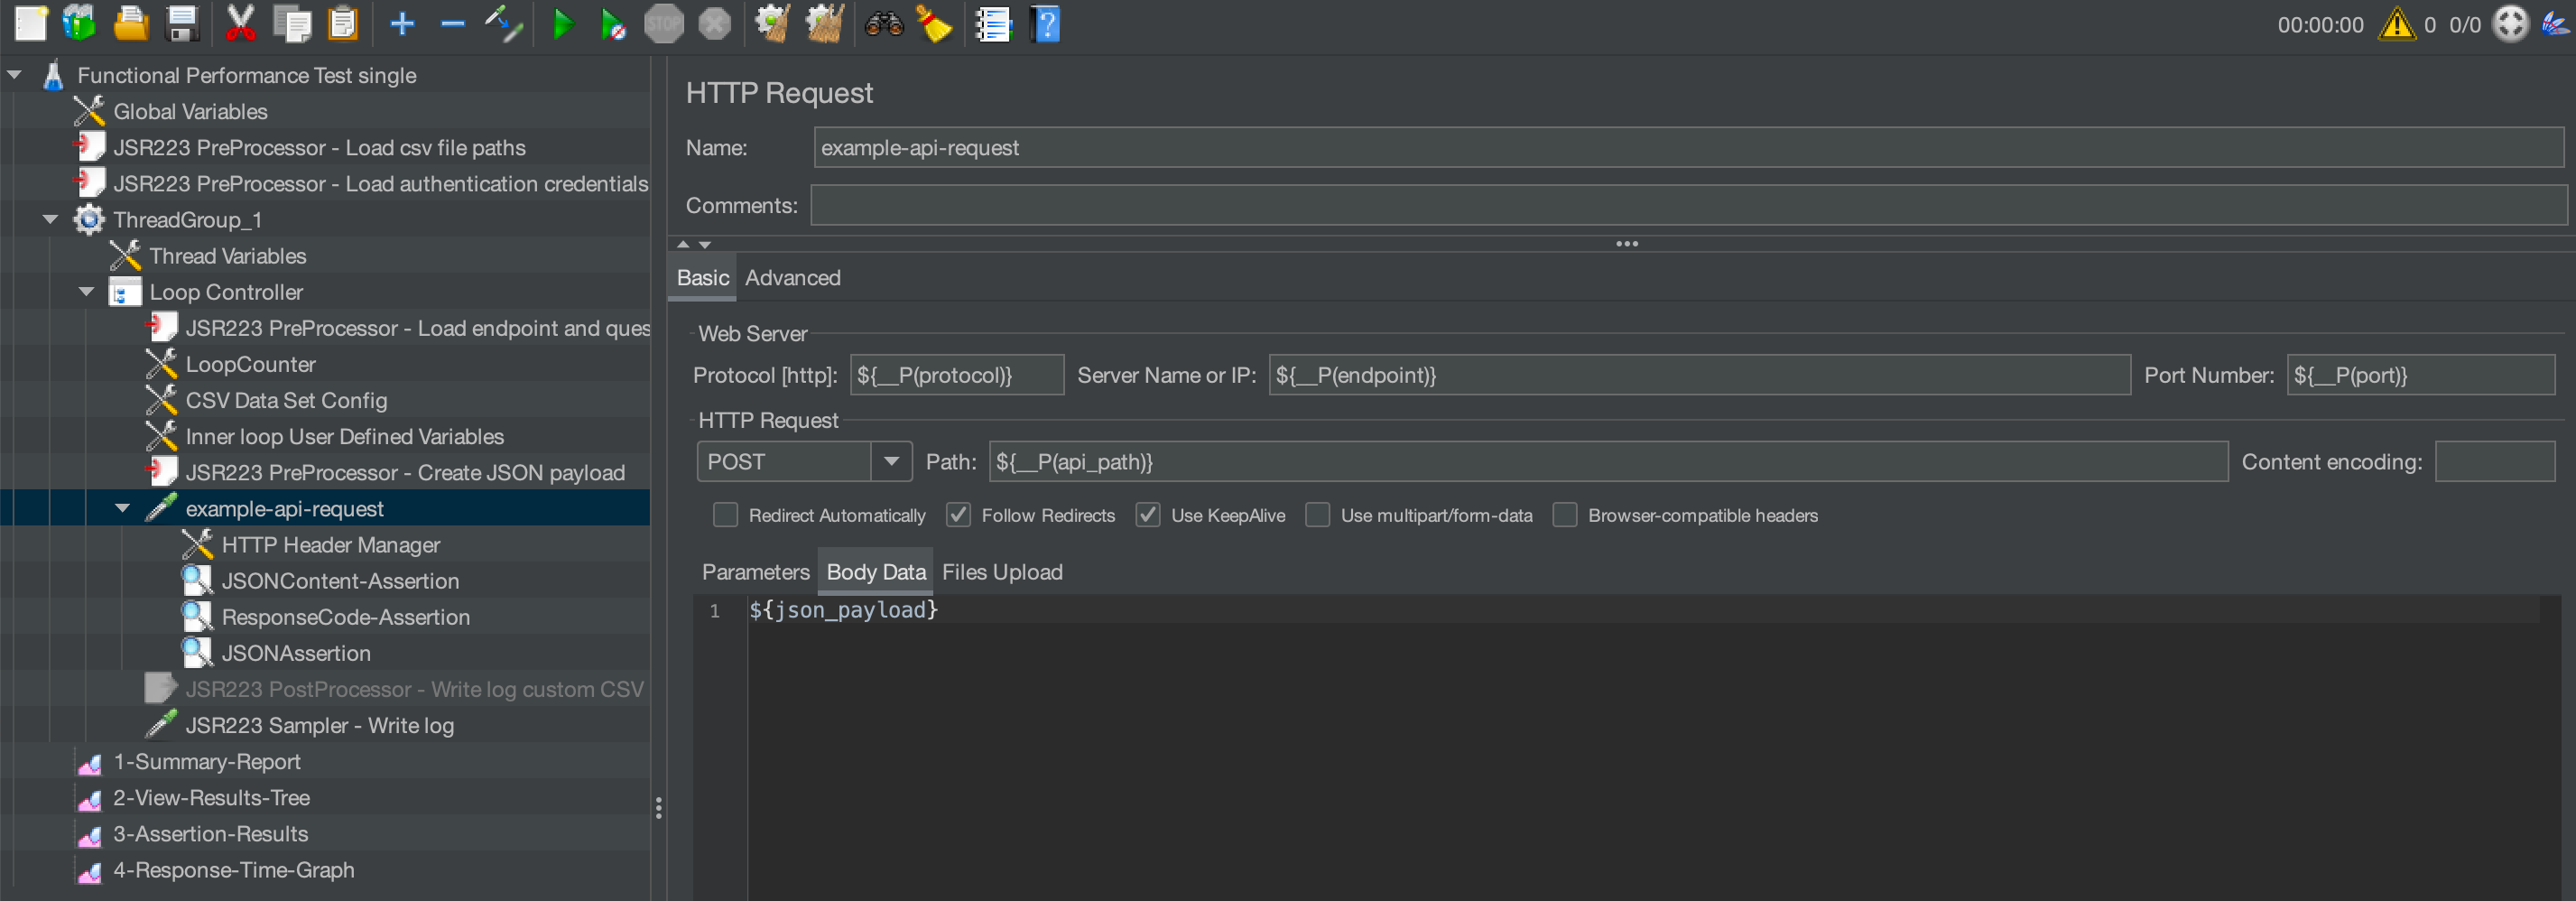 STOP
00:00:00 0 0/0
Functional Performance Test single
Global Variables
JSR223 PreProcessor - Load csv file paths
JSR223 PreProcessor - Load authentication credentials
ThreadGroup_1
Thread Variables
Loop Controller
JSR223 PreProcessor - Load endpoint and ques
LoopCounter
CSV Data Set Config
Inner loop User Defined Variables
JSR223 PreProcessor - Create JSON payload
example-api-request
HTTP Header Manager
JSONContent-Assertion
ResponseCode-Assertion
JSONAssertion
JSR223 PostProcessor - Write log custom CSV
JSR223 Sampler - Write log
1-Summary-Report
2-View-Results-Tree
3-Assertion-Results
4-Response-Time-Graph
HTTP Request
Name: example-api-request
Comments:
Basic Advanced
Web Server
Protocol [http]: ${__P(protocol)} Server Name or IP: ${__P(endpoint)} Port Number: ${__P(port)}
HTTP Request
POST Path: ${__P(api_path)} Content encoding:
Redirect Automatically Follow Redirects Use KeepAlive Use multipart/form-data Browser-compatible headers
Parameters Body Data Files Upload
1 ${json_payload}